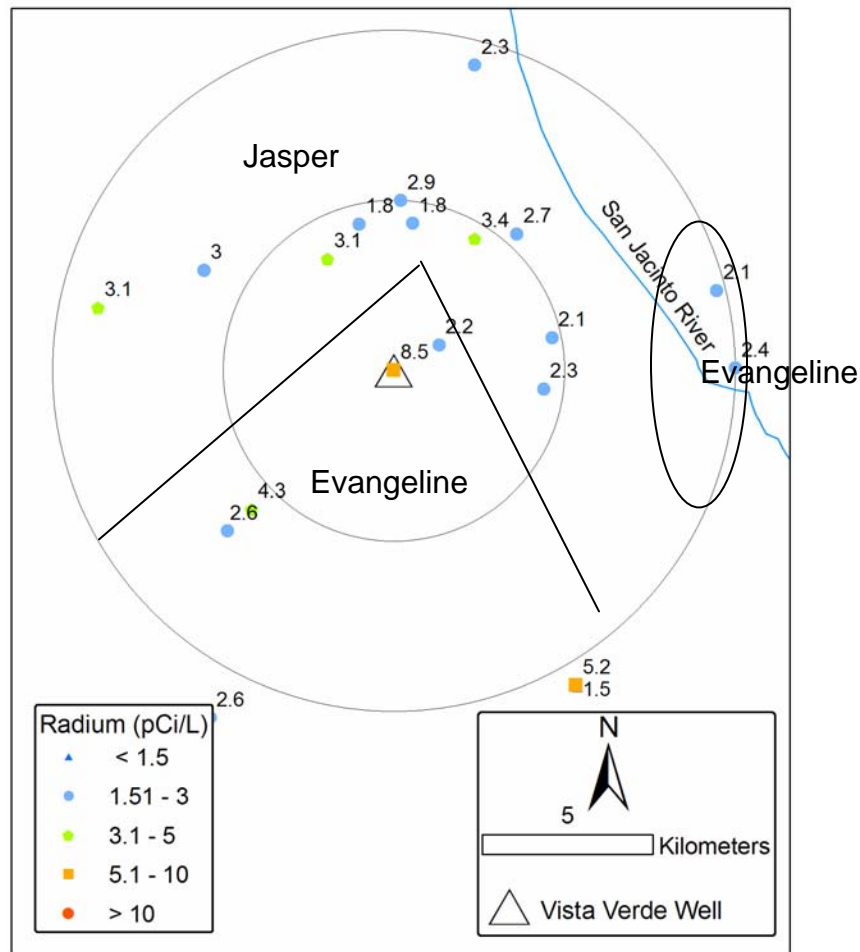 2.3
Jasper
2.9
1.8
1.8
3.4
2.7
3.1
3
San Jacinto River
3.1
2.1
2.1
2.2
8.5
2.4
Evangeline
2.3
Evangeline
4.3
2.6
5.2
1.5
2.6
Radium (pCi/L)
< 1.5
1.51 - 3
3.1 - 5
5.1 - 10
> 10
N
5
Kilometers
Vista Verde Well